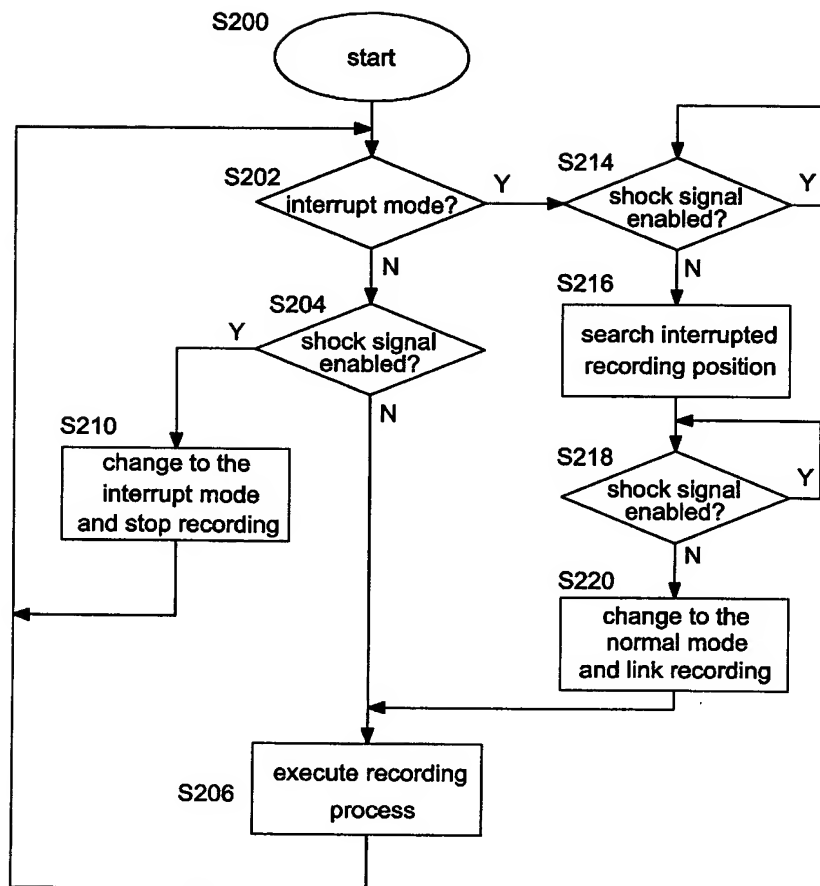 S200
start
S202
interrupt mode?
Y
N
S214
shock signal
enabled?
Y
N
S204
shock signal
enabled?
Y
N
S216
search interrupted
recording position
S210
change to the
interrupt mode
and stop recording
S218
shock signal
enabled?
Y
N
S220
change to the
normal mode
and link recording
S206
execute recording
process